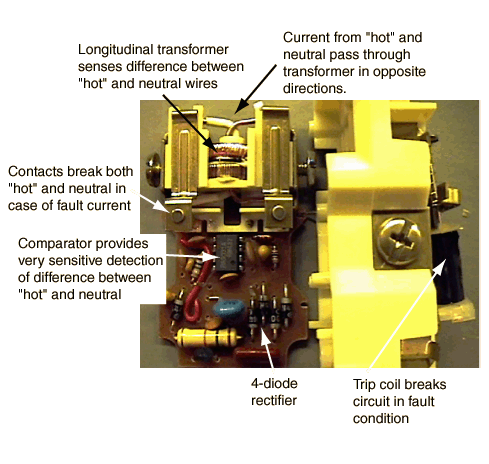 Longitudinal transformer
senses difference between
"hot" and neutral wires
Current from "hot" and
neutral pass through
transformer in opposite
directions.
Contacts break both
"hot" and neutral in
case of fault current
Comparator provides
very sensitive detection
of difference between
"hot" and neutral
4-diode
rectifier
Trip coil breaks
circuit in fault
condition